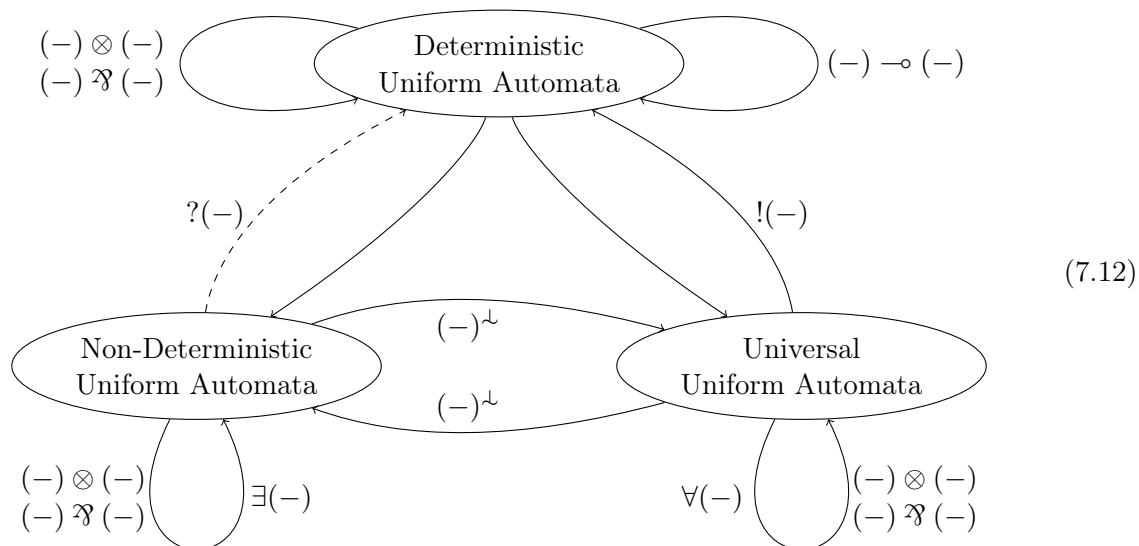 (−) ⊗ (−)
(−) ⅋ (−)
Deterministic
Uniform Automata
(−) ⊸ (−)
?(−)
!(−)
(7.12)
Non-Deterministic
Uniform Automata
(−)^⅄
(−)^⅄
Universal
Uniform Automata
(−) ⊗ (−)
(−) ⅋ (−)
∃(−)
∀(−)
(−) ⊗ (−)
(−) ⅋ (−)